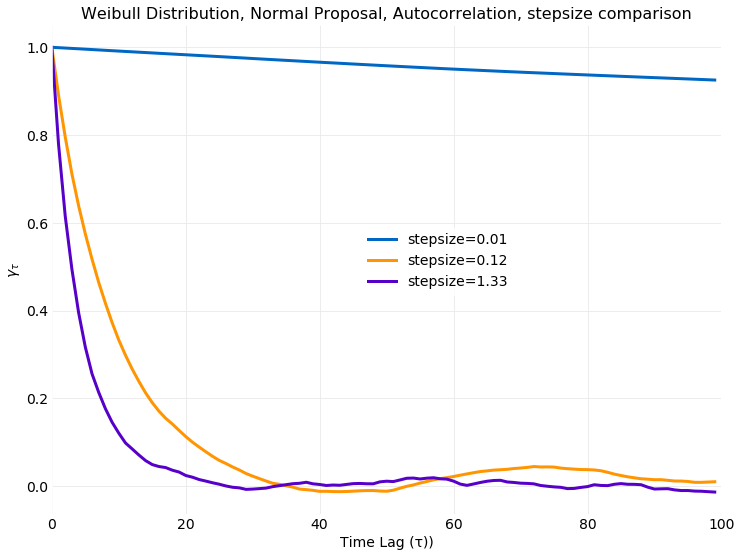 Weibull Distribution, Normal Proposal, Autocorrelation, stepsize comparison
1.0
0.8
0.6
0.4
0.2
0.0
γτ
stepsize=0.01
stepsize=0.12
stepsize=1.33
0 20 40 60 80 100
Time Lag (τ))